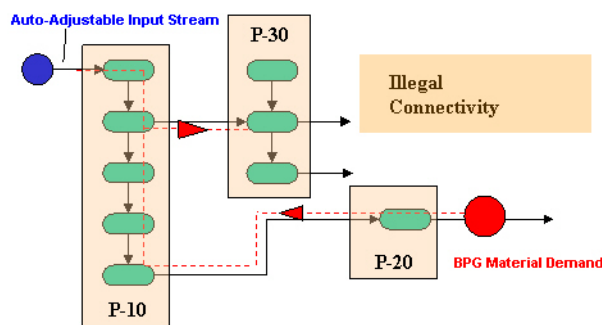 Auto-Adjustable Input Stream
P-30
Illegal
Connectivity
P-20
BPG Material Demand
P-10